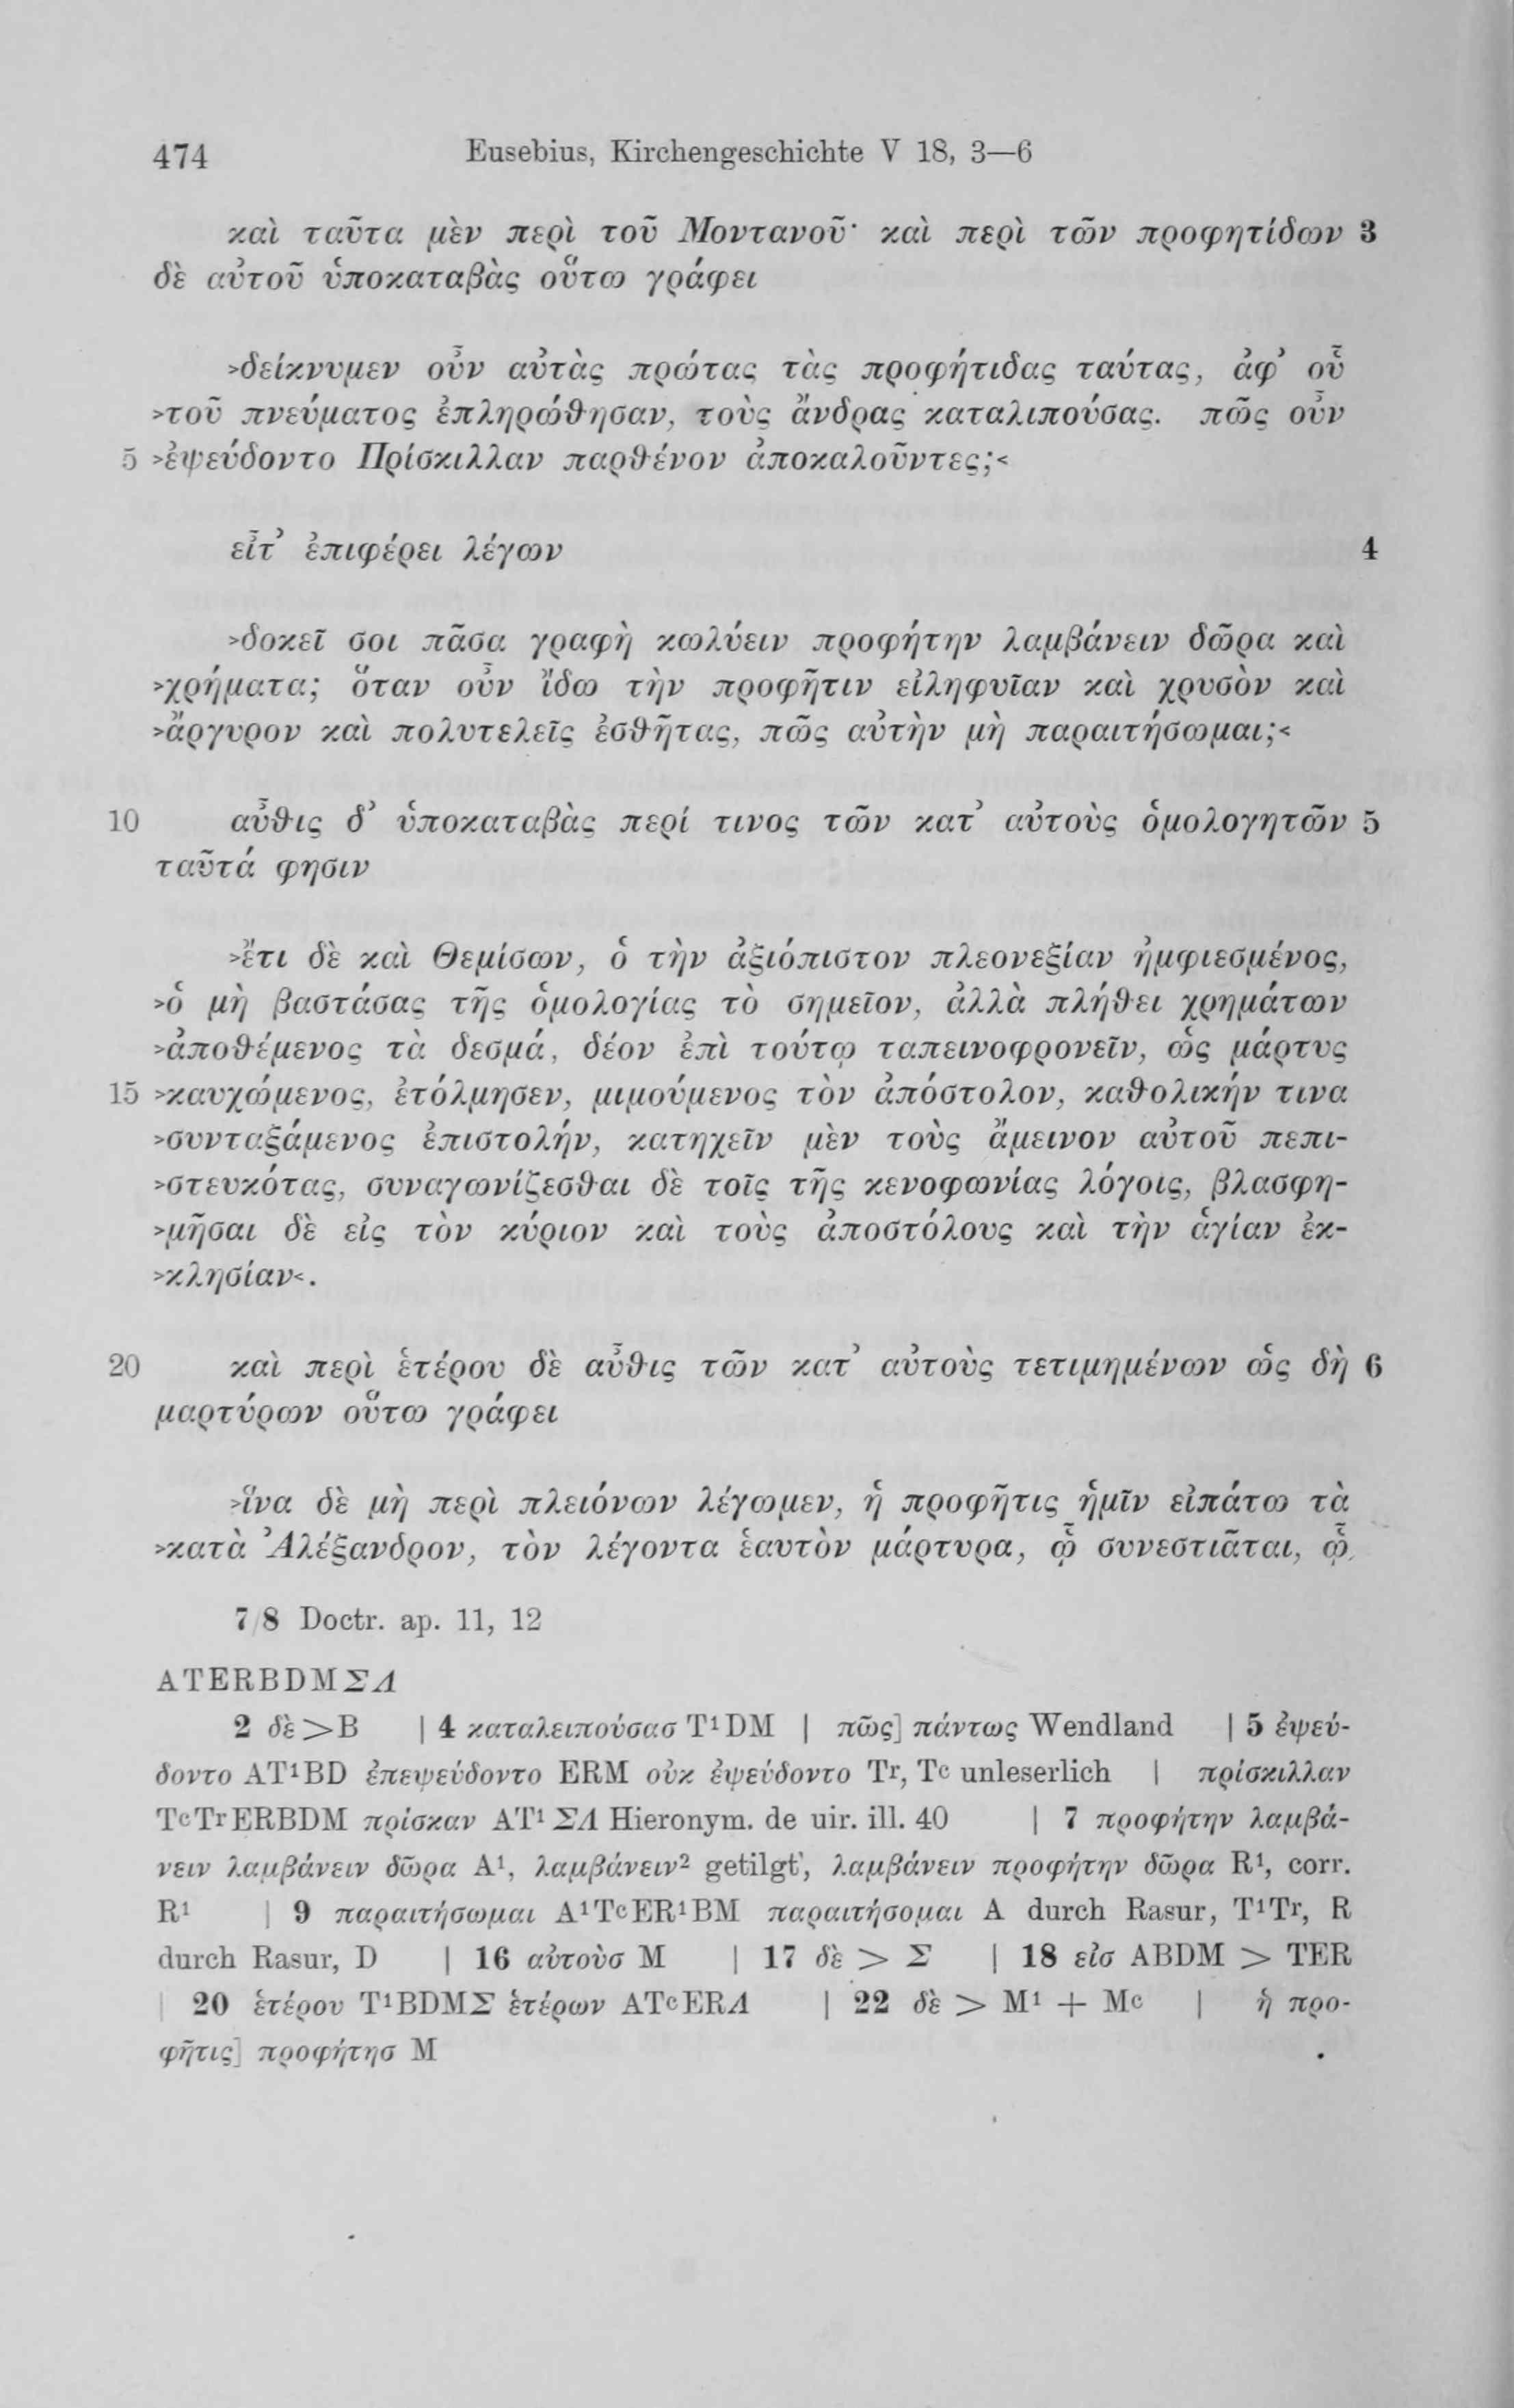 474 Eusebius, Kirchengeschichte V 18, 3—6
καὶ ταῦτα μὲν περὶ τοῦ Μοντανοῦ· καὶ περὶ τῶν προφητίδων 3
δὲ αὐτοῦ ὑποκαταβὰς οὕτω γράφει
>δείκνυμεν οὖν αὐτὰς πρώτας τὰς προφήτιδας ταύτας, ἀφ’ οὗ
>τοῦ πνεύματος ἐπληρώθησαν, τοὺς ἄνδρας καταλιπούσας. πῶς οὖν
5 >ἐψεύδοντο Πρίσκιλλαν παρθένον ἀποκαλοῦντες;<
εἶτ’ ἐπιφέρει λέγων 4
>δοκεῖ σοι πᾶσα γραφὴ κωλύειν προφήτην λαμβάνειν δῶρα καὶ
>χρήματα; ὅταν οὖν ἴδω τὴν προφῆτιν εἰληφυῖαν καὶ χρυσὸν καὶ
>ἄργυρον καὶ πολυτελεῖς ἐσθῆτας, πῶς αὐτὴν μὴ παραιτήσωμαι;<
10 αὖθις δ’ ὑποκαταβὰς περί τινος τῶν κατ’ αὐτοὺς ὁμολογητῶν 5
ταῦτά φησιν
>ἔτι δὲ καὶ Θεμίσων, ὁ τὴν ἀξιόπιστον πλεονεξίαν ἠμφιεσμένος,
>ὁ μὴ βαστάσας τῆς ὁμολογίας τὸ σημεῖον, ἀλλὰ πλήθει χρημάτων
>ἀποθέμενος τὰ δεσμά, δέον ἐπὶ τούτῳ ταπεινοφρονεῖν, ὡς μάρτυς
15 >καυχώμενος, ἐτόλμησεν, μιμούμενος τὸν ἀπόστολον, καθολικήν τινα
>συνταξάμενος ἐπιστολήν, κατηχεῖν μὲν τοὺς ἄμεινον αὐτοῦ πεπι-
>στευκότας, συναγωνίζεσθαι δὲ τοῖς τῆς κενοφωνίας λόγοις, βλασφη-
>μῆσαι δὲ εἰς τὸν κύριον καὶ τοὺς ἀποστόλους καὶ τὴν ἁγίαν ἐκ-
>κλησίαν<.
20 καὶ περὶ ἑτέρου δὲ αὖθις τῶν κατ’ αὐτοὺς τετιμημένων ὡς δὴ 6
μαρτύρων οὕτω γράφει
>ἵνα δὲ μὴ περὶ πλειόνων λέγωμεν, ἡ προφῆτις ἡμῖν εἰπάτω τὰ
>κατὰ Ἀλέξανδρον, τὸν λέγοντα ἑαυτὸν μάρτυρα, ᾧ συνεστιᾶται, ᾧ
7/8 Doctr. ap. 11, 12
ATERBDMΣΛ
2 δὲ > B | 4 καταλειπούσασ T¹DM | πῶς] πάντως Wendland | 5 ἐψεύ-
δοντο AT¹BD ἐπεψεύδοντο ERM οὐκ ἐψεύδοντο Tʳ, Tᶜ unleserlich | πρίσκιλλαν
TᶜTʳERBDM πρίσκαν AT¹ ΣΛ Hieronym. de uir. ill. 40 | 7 προφήτην λαμβά-
νειν λαμβάνειν δῶρα A¹, λαμβάνειν² getilgt, λαμβάνειν προφήτην δῶρα R¹, corr.
R¹ | 9 παραιτήσωμαι A¹TᶜER¹BM παραιτήσομαι A durch Rasur, T¹Tʳ, R
durch Rasur, D | 16 αὐτοὺσ M | 17 δὲ > Σ | 18 εἰσ ABDM > TER
| 20 ἑτέρου T¹BDMΣ ἑτέρων ATᶜERΛ | 22 δὲ > M¹ + Mᶜ | ἡ προ-
φῆτις] προφήτησ M